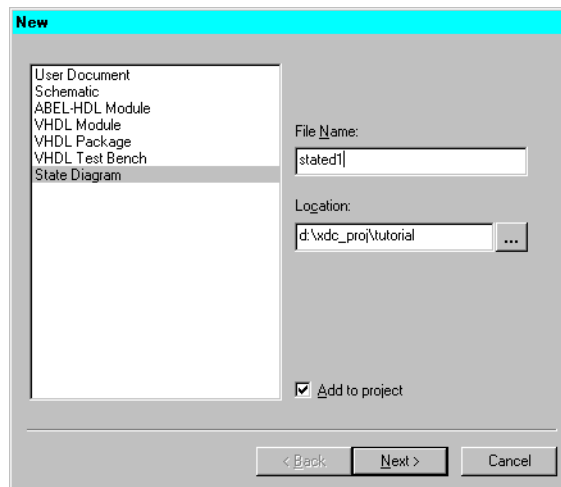 New
User Document
Schematic
ABEL-HDL Module
VHDL Module
VHDL Package
VHDL Test Bench
State Diagram
File Name:
stated1
Location:
d:\xdc_proj\tutorial
...
Add to project
< Back
Next >
Cancel